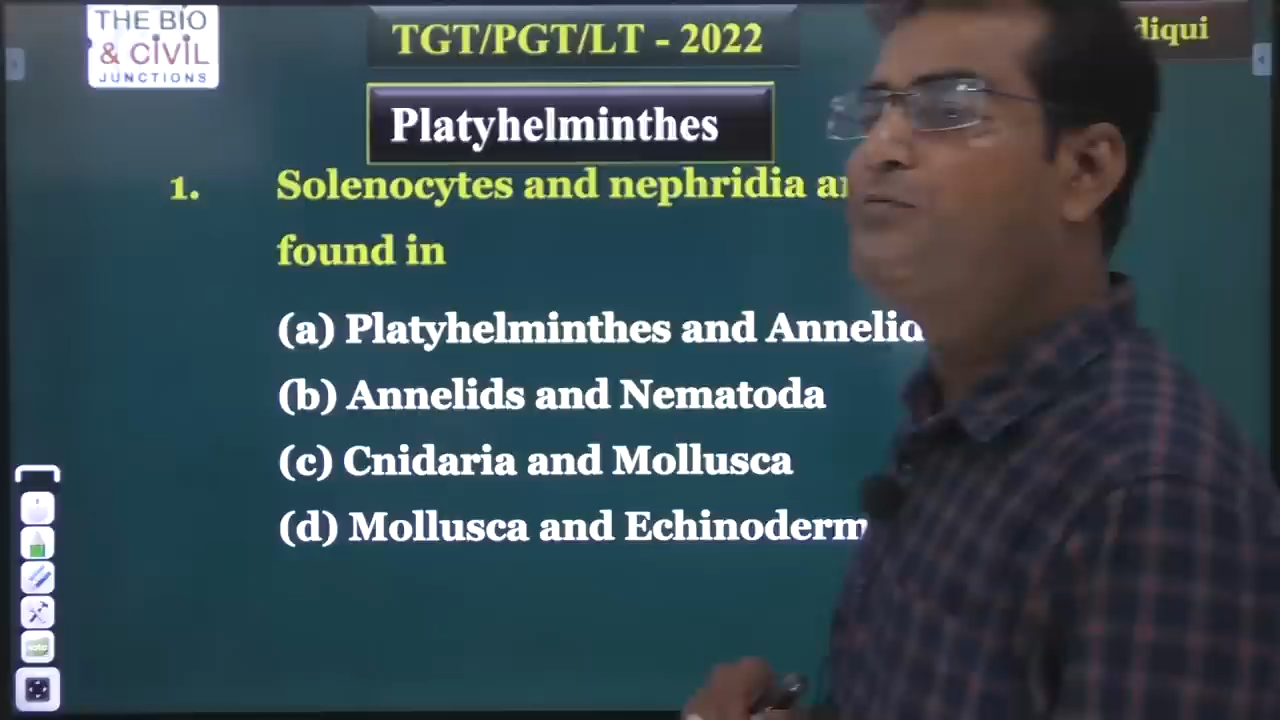 THE BIO
& CIVIL
JUNCTIONS
TGT/PGT/LT - 2022
Platyhelminthes
1. Solenocytes and nephridia
found in
(a) Platyhelminthes and
(b) Annelids and Nematoda
(c) Cnidaria and Mollusca
(d) Mollusca and